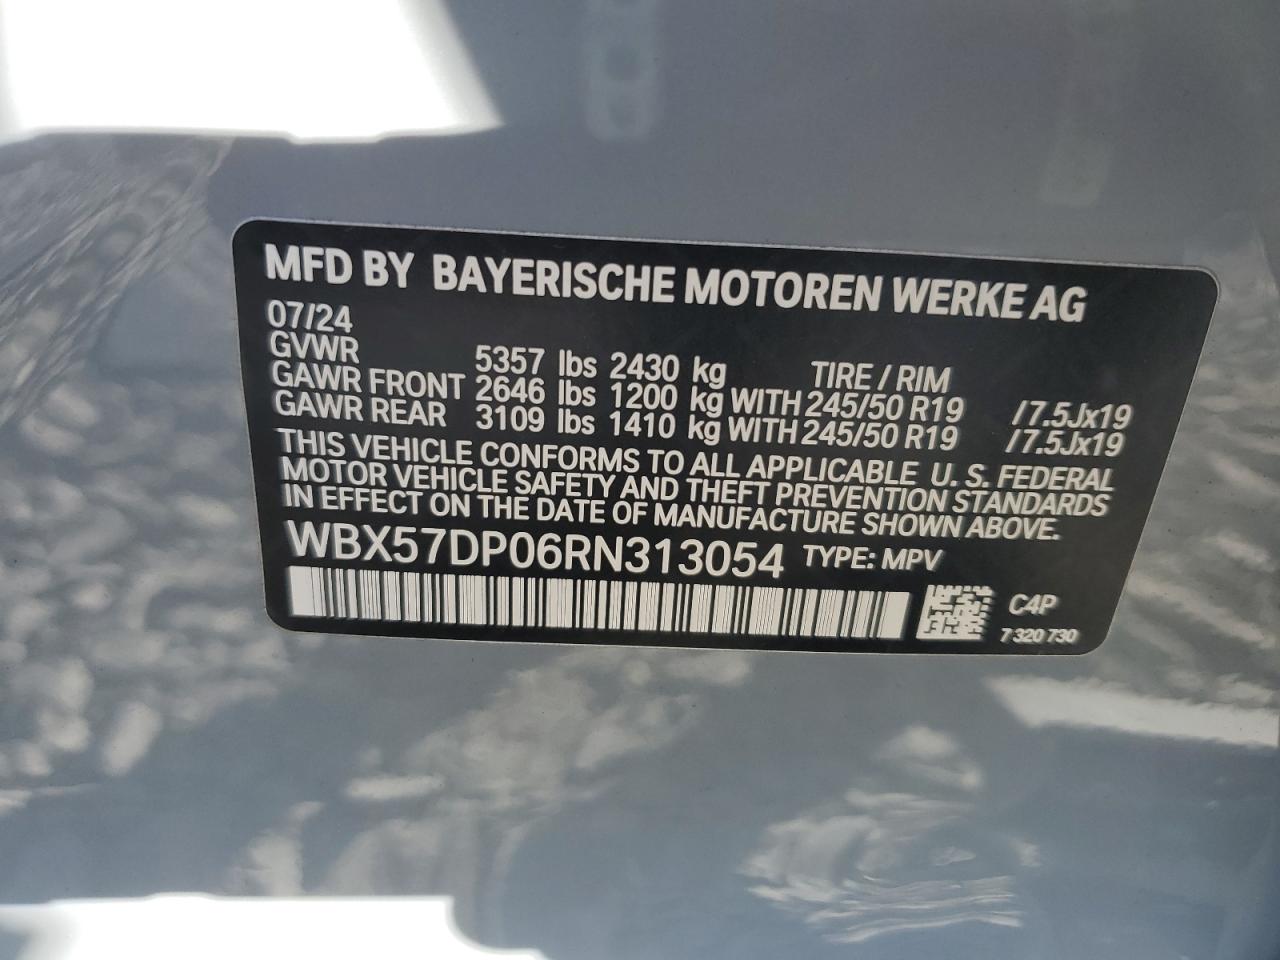 MFD BY BAYERISCHE MOTOREN WERKE AG
07/24
GVWR 5357 lbs 2430 kg TIRE / RIM
GAWR FRONT 2646 lbs 1200 kg WITH 245/50 R19 /7.5Jx19
GAWR REAR 3109 lbs 1410 kg WITH 245/50 R19 /7.5Jx19
THIS VEHICLE CONFORMS TO ALL APPLICABLE U. S. FEDERAL
MOTOR VEHICLE SAFETY AND THEFT PREVENTION STANDARDS
IN EFFECT ON THE DATE OF MANUFACTURE SHOWN ABOVE.
WBX57DP06RN313054 TYPE: MPV
C4P
7 320 730